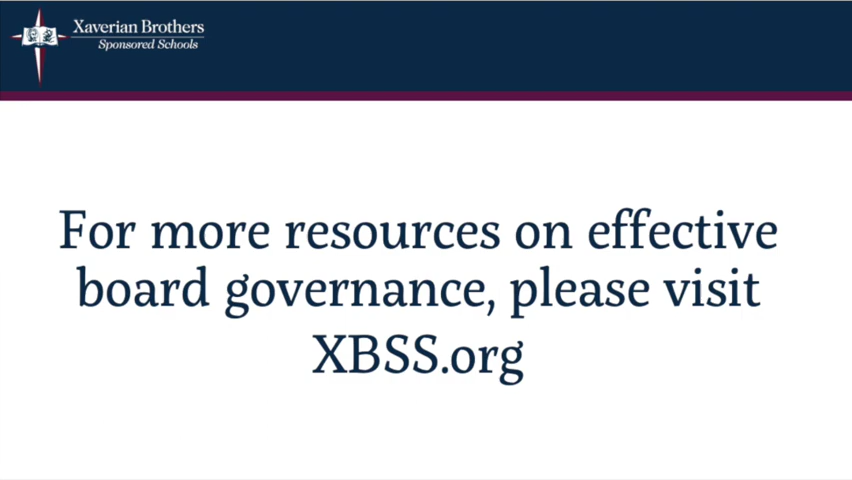 Xaverian Brothers
Sponsored Schools
For more resources on effective
board governance, please visit
XBSS.org